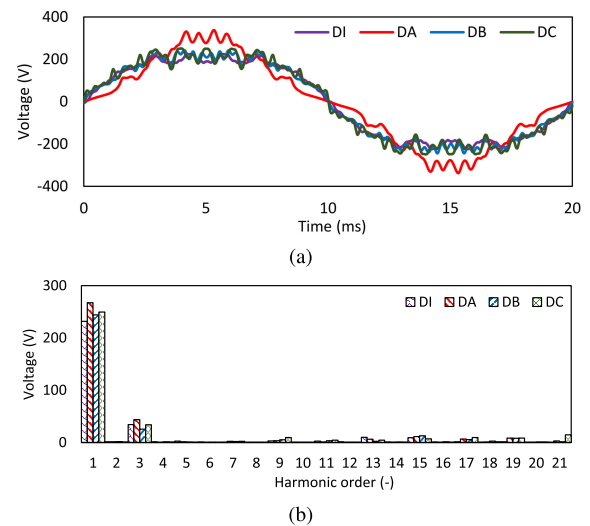 (a)
400
200
0
-200
-400
Voltage (V)
DI DA DB DC
0 5 10 15 20
Time (ms)
(a)
300
200
100
0
Voltage (V)
DI DA DB DC
1 2 3 4 5 6 7 8 9 10 11 12 13 14 15 16 17 18 19 20 21
Harmonic order (-)
(b)